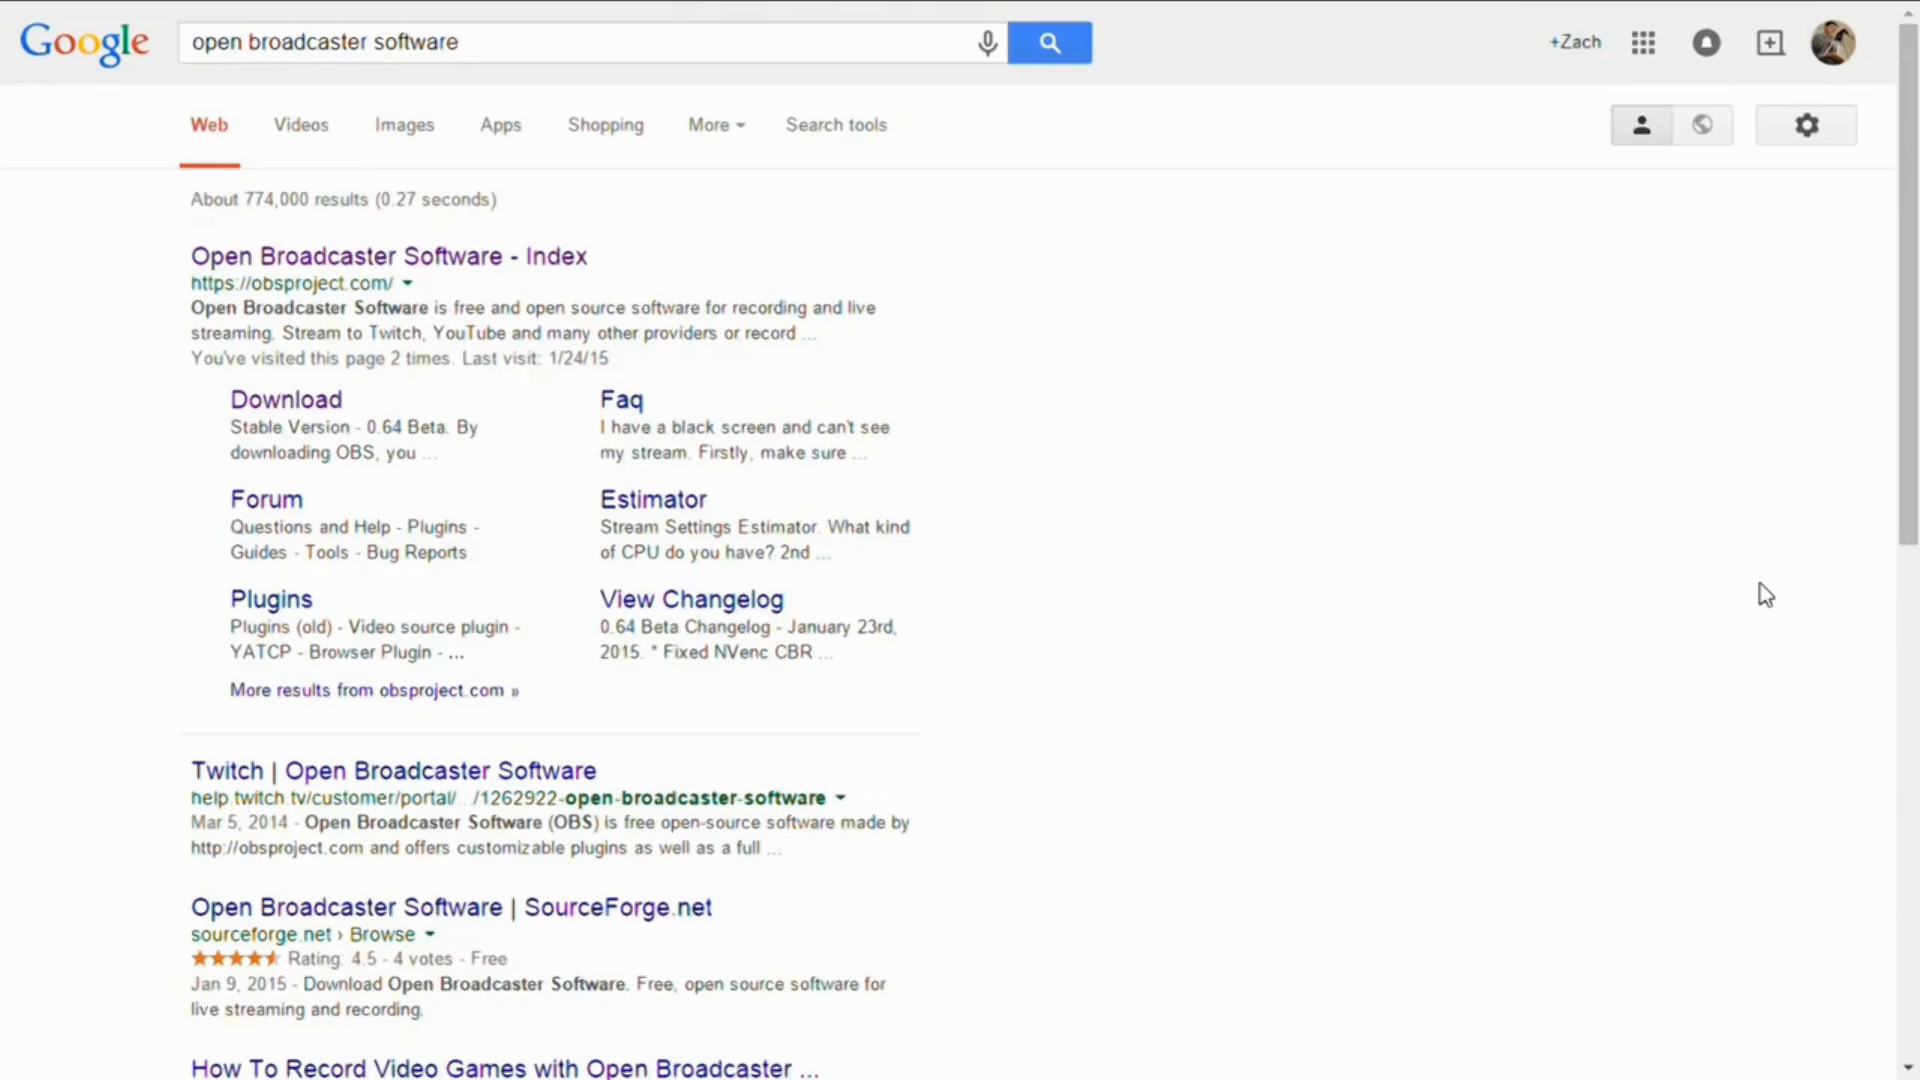 Google open broadcaster software +Zach
Web Videos Images Apps Shopping More Search tools
About 774,000 results (0.27 seconds)
Open Broadcaster Software - Index
https://obsproject.com/
Open Broadcaster Software is free and open source software for recording and live
streaming. Stream to Twitch, YouTube and many other providers or record ...
You've visited this page 2 times. Last visit: 1/24/15
Download
Stable Version - 0.64 Beta. By
downloading OBS, you ...
Faq
I have a black screen and can't see
my stream. Firstly, make sure ...
Forum
Questions and Help - Plugins -
Guides - Tools - Bug Reports
Estimator
Stream Settings Estimator. What kind
of CPU do you have? 2nd ...
Plugins
Plugins (old) - Video source plugin -
YATCP - Browser Plugin - ...
View Changelog
0.64 Beta Changelog - January 23rd,
2015. * Fixed NVenc CBR ...
More results from obsproject.com »
Twitch | Open Broadcaster Software
help.twitch.tv/customer/portal/.../1262922-open-broadcaster-software
Mar 5, 2014 - Open Broadcaster Software (OBS) is free open-source software made by
http://obsproject.com and offers customizable plugins as well as a full ...
Open Broadcaster Software | SourceForge.net
sourceforge.net › Browse
Rating: 4.5 - 4 votes - Free
Jan 9, 2015 - Download Open Broadcaster Software. Free, open source software for
live streaming and recording.
How To Record Video Games with Open Broadcaster ...